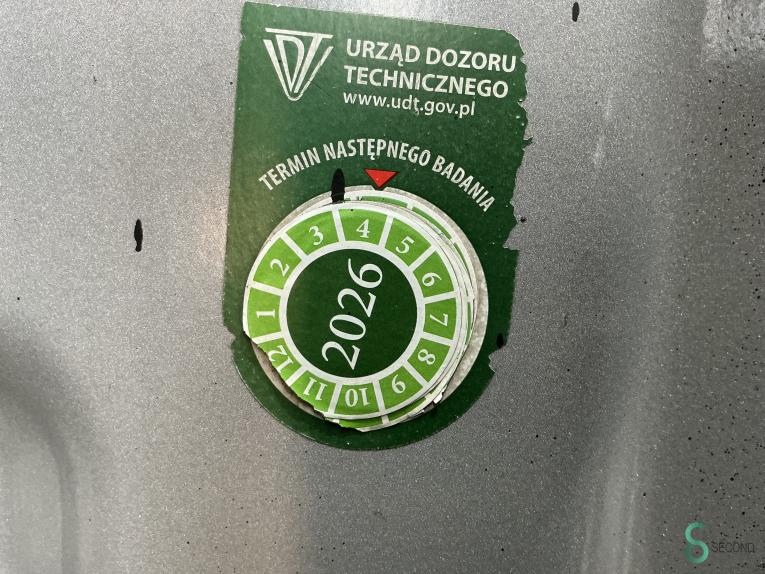 UDT
URZĄD DOZORU
TECHNICZNEGO
www.udt.gov.pl
TERMIN NASTĘPNEGO BADANIA
1 2 3 4 5 6 7 8 9 10 11 12
2026
SECOND